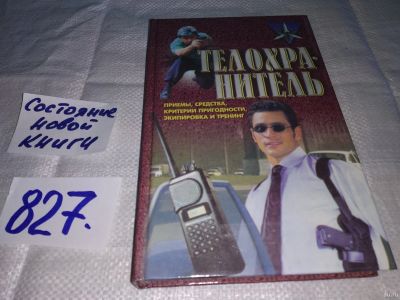 ТЕЛОХРА-
НИТЕЛЬ
ПРИЕМЫ, СРЕДСТВА,
КРИТЕРИИ ПРИГОДНОСТИ,
ЭКИПИРОВКА И ТРЕНИНГ
Состояние
новой
книги
827.